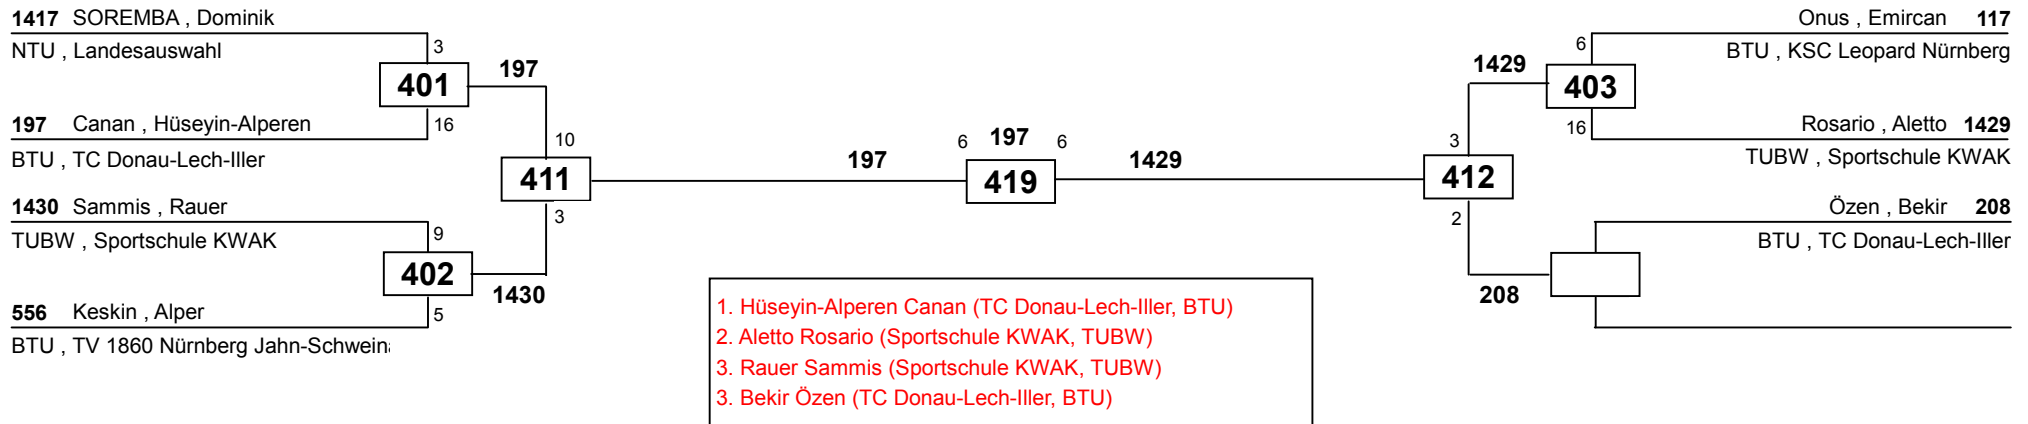 1417 SOREMBA , Dominik
NTU , Landesauswahl
3
401
197
16
197 Canan , Hüseyin-Alperen
BTU , TC Donau-Lech-Iller
10
411
3
1430 Sammis , Rauer
TUBW , Sportschule KWAK
9
402
1430
5
556 Keskin , Alper
BTU , TV 1860 Nürnberg Jahn-Schwein
197
6 197 6
419
1429
Onus , Emircan 117
BTU , KSC Leopard Nürnberg
6
1429
403
16
Rosario , Aletto 1429
TUBW , Sportschule KWAK
3
412
2
Özen , Bekir 208
BTU , TC Donau-Lech-Iller
208
1. Hüseyin-Alperen Canan (TC Donau-Lech-Iller, BTU)
2. Aletto Rosario (Sportschule KWAK, TUBW)
3. Rauer Sammis (Sportschule KWAK, TUBW)
3. Bekir Özen (TC Donau-Lech-Iller, BTU)